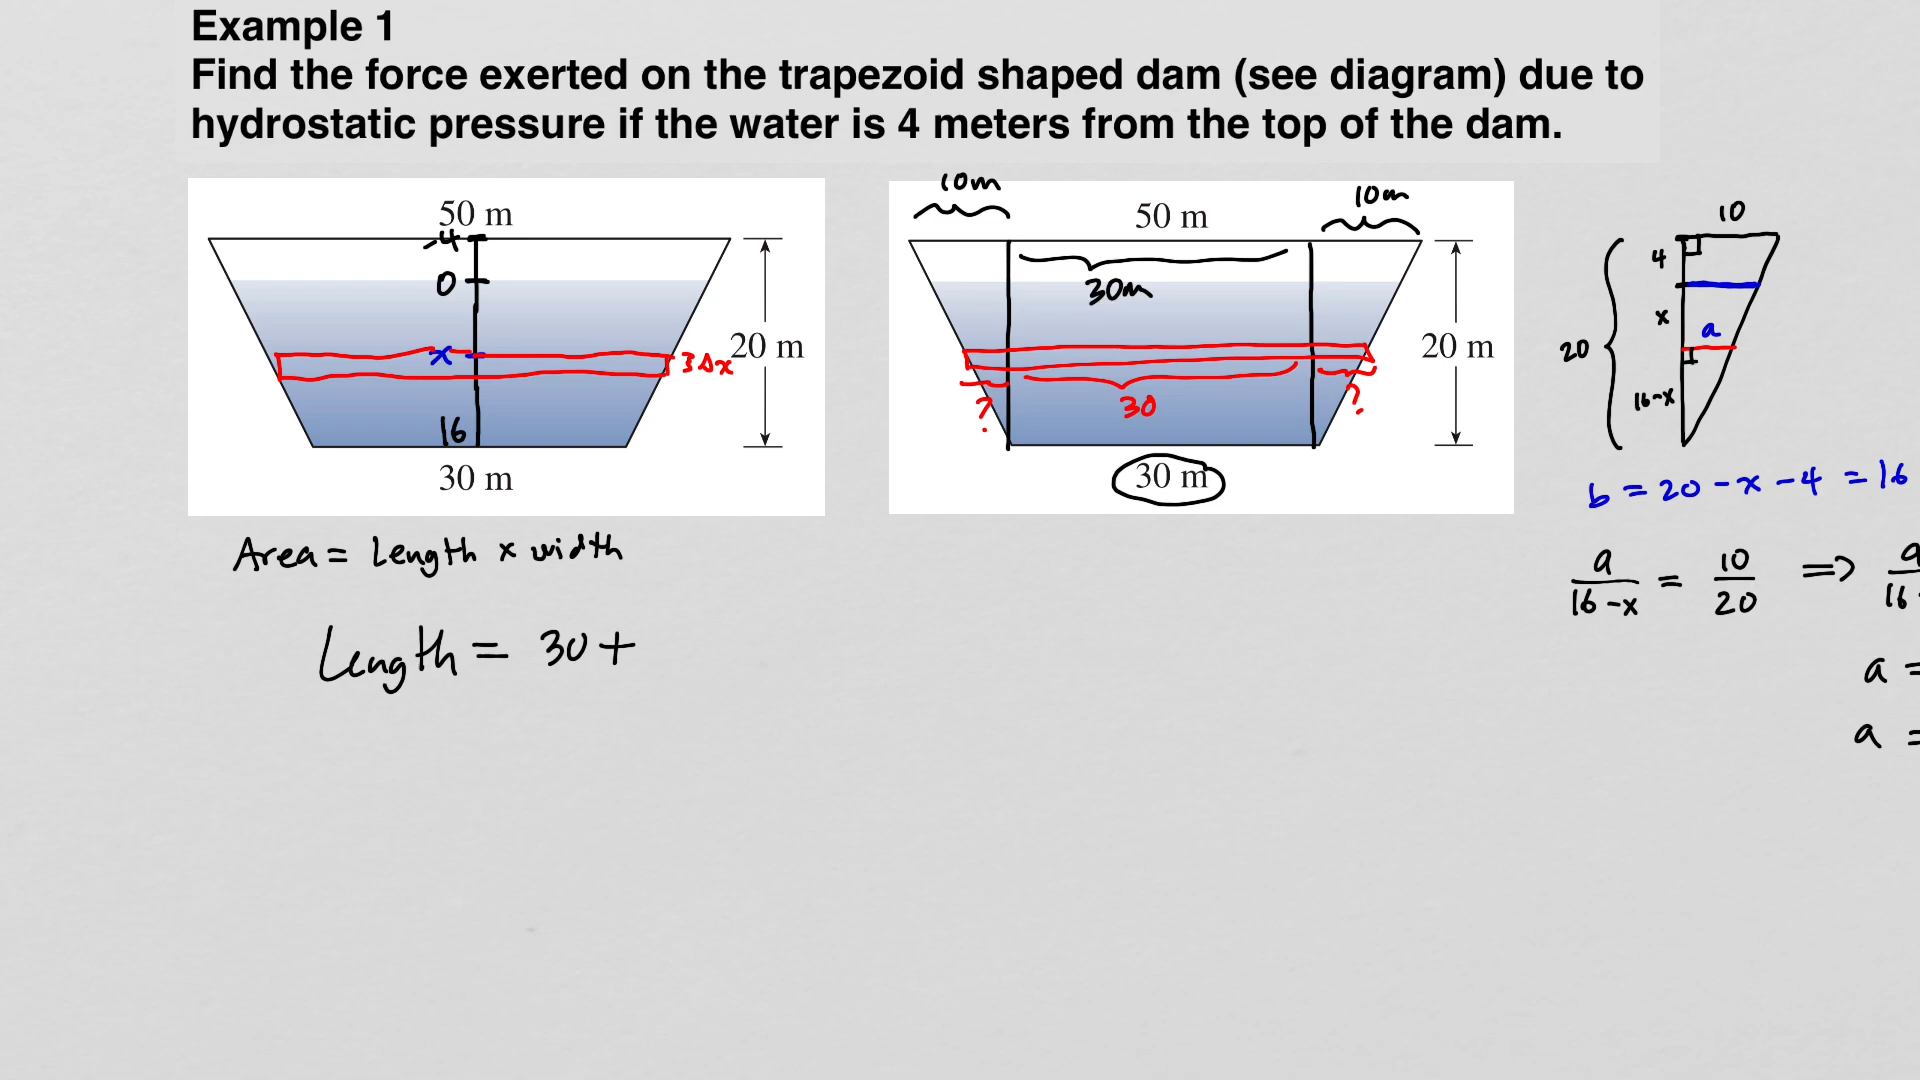 Example 1
Find the force exerted on the trapezoid shaped dam (see diagram) due to
hydrostatic pressure if the water is 4 meters from the top of the dam.
50 m
-4
0
x
Δx
20 m
16
30 m
10m
10m
50 m
30m
20 m
?
30
?
30 m
10
4
x
a
20
16-x
b = 20 - x - 4 = 16
Area = Length x width
a/16-x = 10/20 => a/16-
Length = 30 +
a =
a =